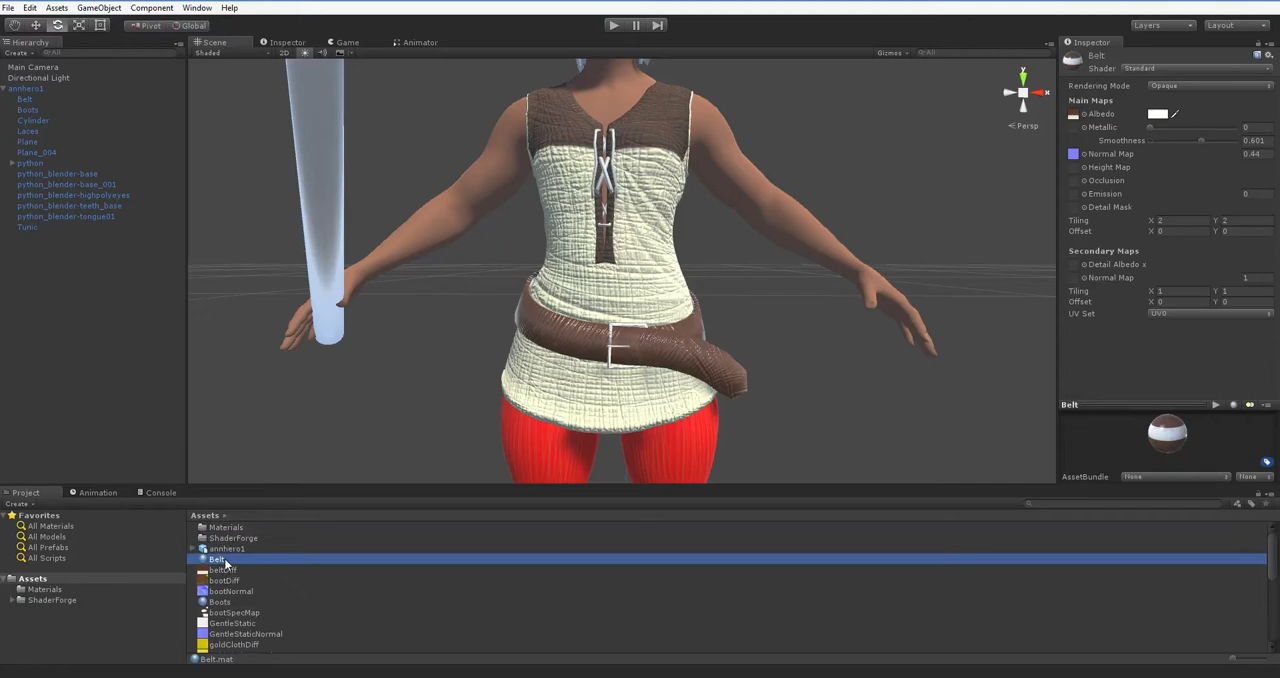 File Edit Assets GameObject Component Window Help
Pivot Global Layers Layout
Hierarchy
Create All
Main Camera
Directional Light
annhero1
Belt
Boots
Cylinder
Laces
Plane
Plane_004
python
python_blender-base
python_blender-base_001
python_blender-highpolyeyes
python_blender-teeth_base
python_blender-tongue01
Tunic
Scene Inspector Game Animator
Shaded 2D Gizmos All
y
x
Persp
Inspector
Belt
Shader Standard
Rendering Mode Opaque
Main Maps
Albedo
Metallic 0
Smoothness 0.601
Normal Map 0.44
Height Map
Occlusion
Emission 0
Detail Mask
Tiling X 2 Y 2
Offset X 0 Y 0
Secondary Maps
Detail Albedo x
Normal Map 1
Tiling X 1 Y 1
Offset X 0 Y 0
UV Set UV0
Belt
AssetBundle None None
Project Animation Console
Create
Favorites
All Materials
All Models
All Prefabs
All Scripts
Assets
Materials
ShaderForge
Assets
Materials
ShaderForge
annhero1
Belt
beltDiff
bootDiff
bootNormal
Boots
bootSpecMap
GentleStatic
GentleStaticNormal
goldClothDiff
Belt.mat